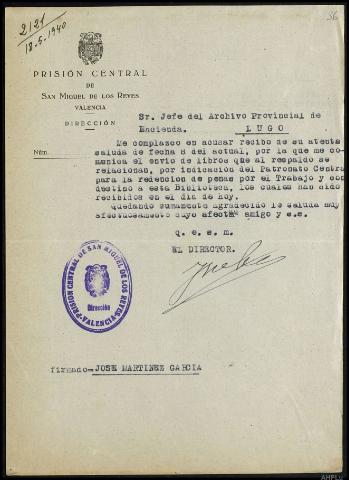 2121
18-5-1940
56
PRISIÓN CENTRAL
DE
SAN MIGUEL DE LOS REYES
VALENCIA
DIRECCIÓN
Núm.
Sr. Jefe del Archivo Provincial de
Hacienda. LUGO
Me complazco en acusar recibo de su atento
saluda de fecha 8 del actual, por la que me co-
munica el envio de libros que al respaldo se
relacionan, por indicación del Patronato Central
para la redencion de penas por el Trabajo y con
destino a esta Biblioteca, los cuales han sido
recibidos en el dia de hoy.
Quedando sumamente agradecido le saluda muy
afectuosamente suyo afectmo amigo y s.s.
q. e. s. m.
EL DIRECTOR.
PRISIÓN CENTRAL DE SAN MIGUEL DE LOS REYES
Dirección
-VALENCIA-
firmado- JOSE MARTINEZ GARCIA
AHPLU